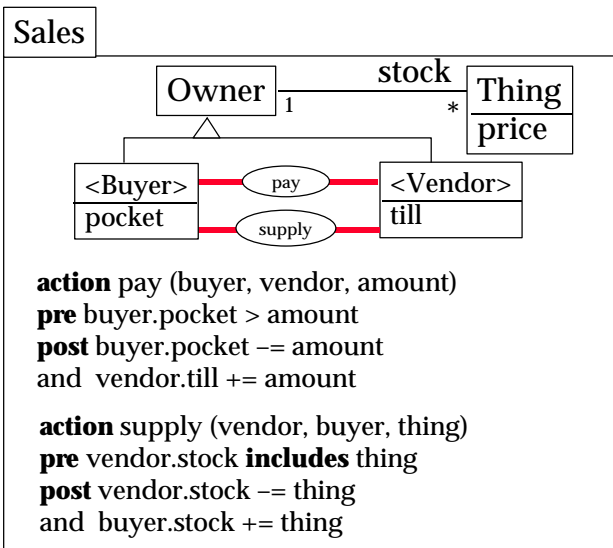 Sales
Owner
1
stock
*
Thing
price
<Buyer>
pocket
pay
supply
<Vendor>
till
action pay (buyer, vendor, amount)
pre buyer.pocket > amount
post buyer.pocket –= amount
and vendor.till += amount
action supply (vendor, buyer, thing)
pre vendor.stock includes thing
post vendor.stock –= thing
and buyer.stock += thing